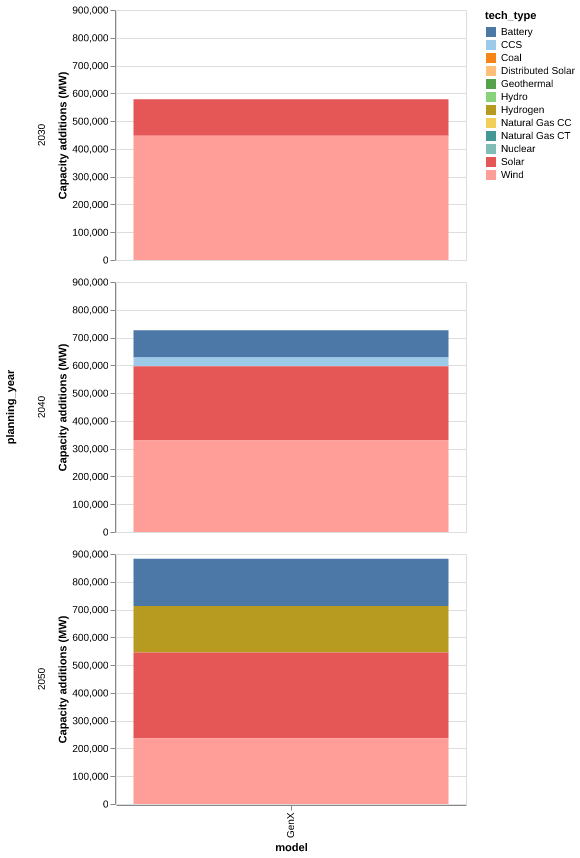 tech_type
Battery
CCS
Coal
Distributed Solar
Geothermal
Hydro
Hydrogen
Natural Gas CC
Natural Gas CT
Nuclear
Solar
Wind
planning_year
2030
Capacity additions (MW)
900,000
800,000
700,000
600,000
500,000
400,000
300,000
200,000
100,000
0
2040
Capacity additions (MW)
900,000
800,000
700,000
600,000
500,000
400,000
300,000
200,000
100,000
0
2050
Capacity additions (MW)
900,000
800,000
700,000
600,000
500,000
400,000
300,000
200,000
100,000
0
GenX
model